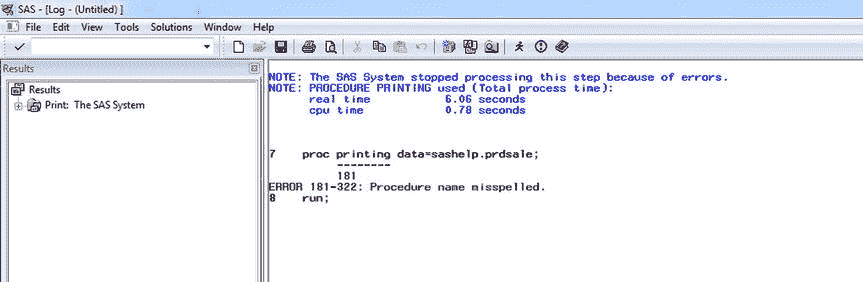 SAS - [Log - (Untitled) ]
File Edit View Tools Solutions Window Help
Results
Results
Print: The SAS System
NOTE: The SAS System stopped processing this step because of errors.
NOTE: PROCEDURE PRINTING used (Total process time):
real time 6.06 seconds
cpu time 0.78 seconds
7 proc printing data=sashelp.prdsale;
--------
181
ERROR 181-322: Procedure name misspelled.
8 run;